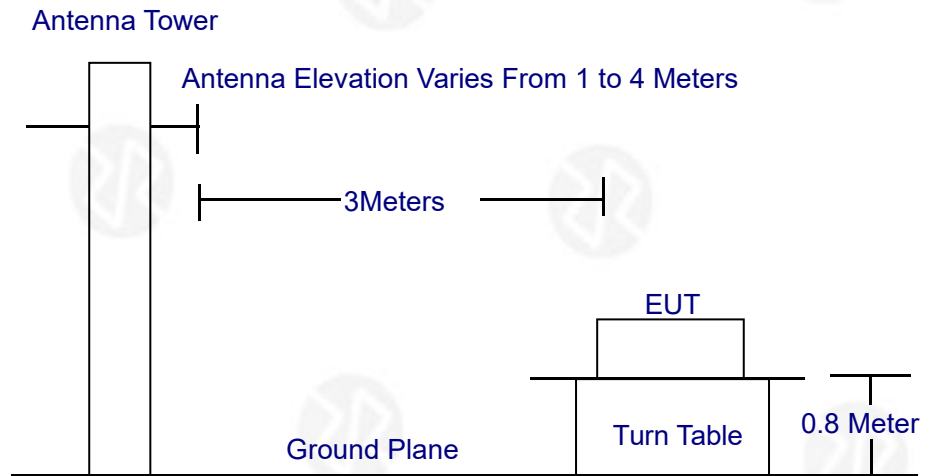 Antenna Tower
Antenna Elevation Varies From 1 to 4 Meters
3Meters
EUT
0.8 Meter
Turn Table
Ground Plane